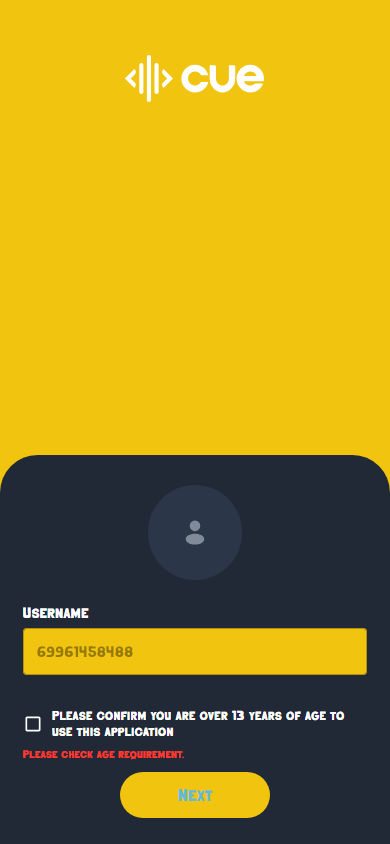 cue
Username
69961458488
Please confirm you are over 13 years of age to
use this application
Please check age requirement.
Next